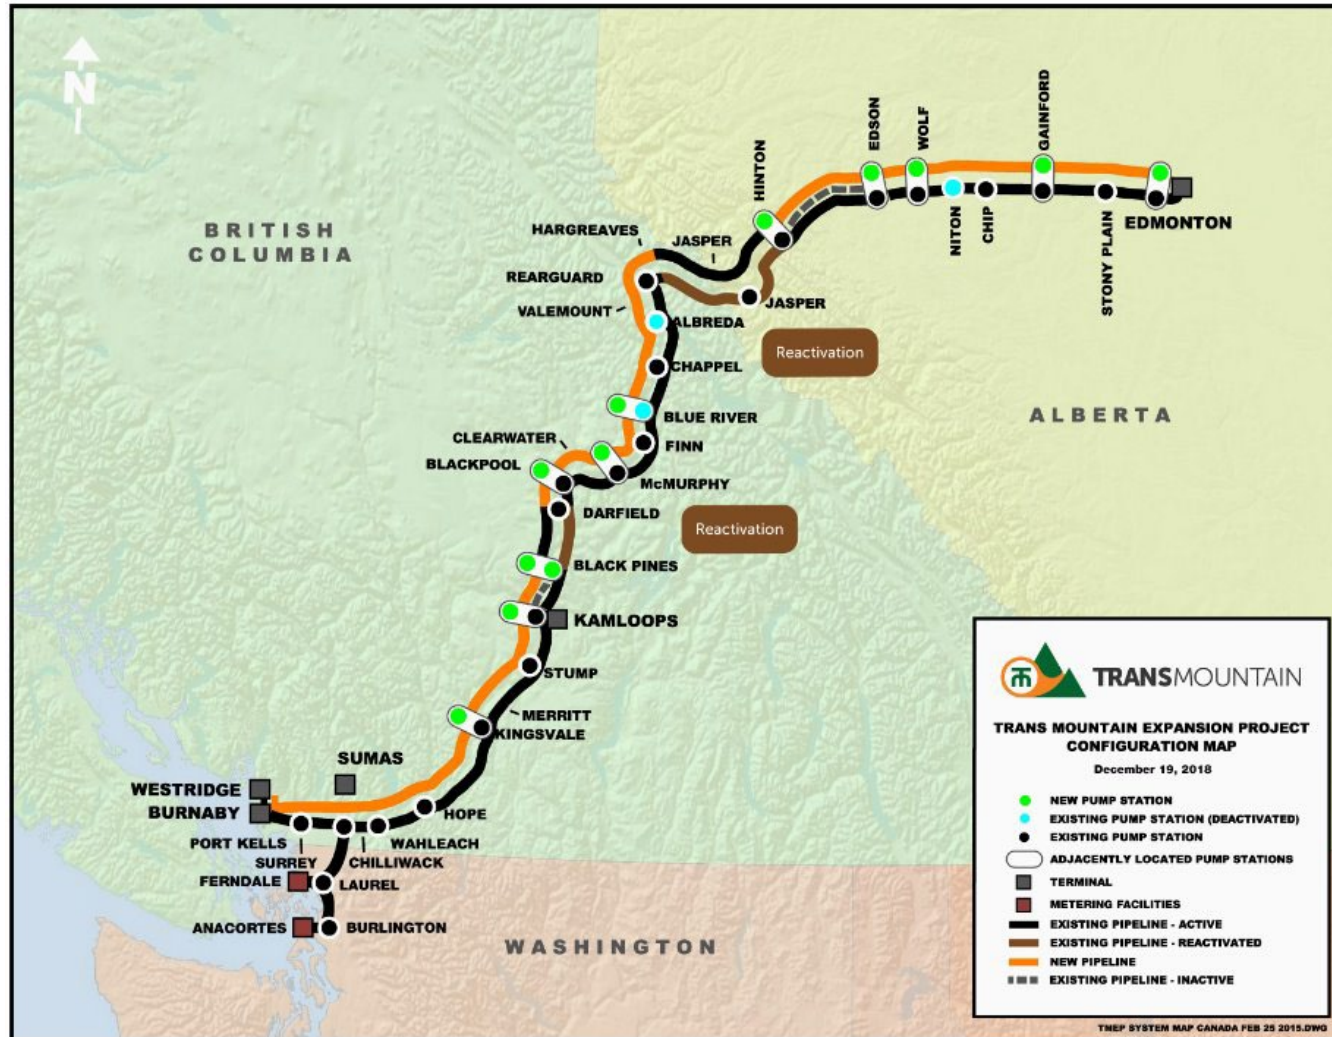 N
BRITISH
COLUMBIA
ALBERTA
WASHINGTON
EDSON
WOLF
GAINFORD
HINTON
NITON
CHIP
STONY PLAIN
EDMONTON
HARGREAVES
JASPER
REARGUARD
JASPER
VALEMOUNT
ALBREDA
Reactivation
CHAPPEL
BLUE RIVER
CLEARWATER
FINN
BLACKPOOL
McMURPHY
DARFIELD
Reactivation
BLACK PINES
KAMLOOPS
STUMP
MERRITT
KINGSVALE
SUMAS
WESTRIDGE
BURNABY
HOPE
PORT KELLS
WAHLEACH
SURREY
CHILLIWACK
FERNDALE
LAUREL
ANACORTES
BURLINGTON
TRANSMOUNTAIN
TRANS MOUNTAIN EXPANSION PROJECT
CONFIGURATION MAP
December 19, 2018
NEW PUMP STATION
EXISTING PUMP STATION (DEACTIVATED)
EXISTING PUMP STATION
ADJACENTLY LOCATED PUMP STATIONS
TERMINAL
METERING FACILITIES
EXISTING PIPELINE - ACTIVE
EXISTING PIPELINE - REACTIVATED
NEW PIPELINE
EXISTING PIPELINE - INACTIVE
TMEP SYSTEM MAP CANADA FEB 25 2015.DWG